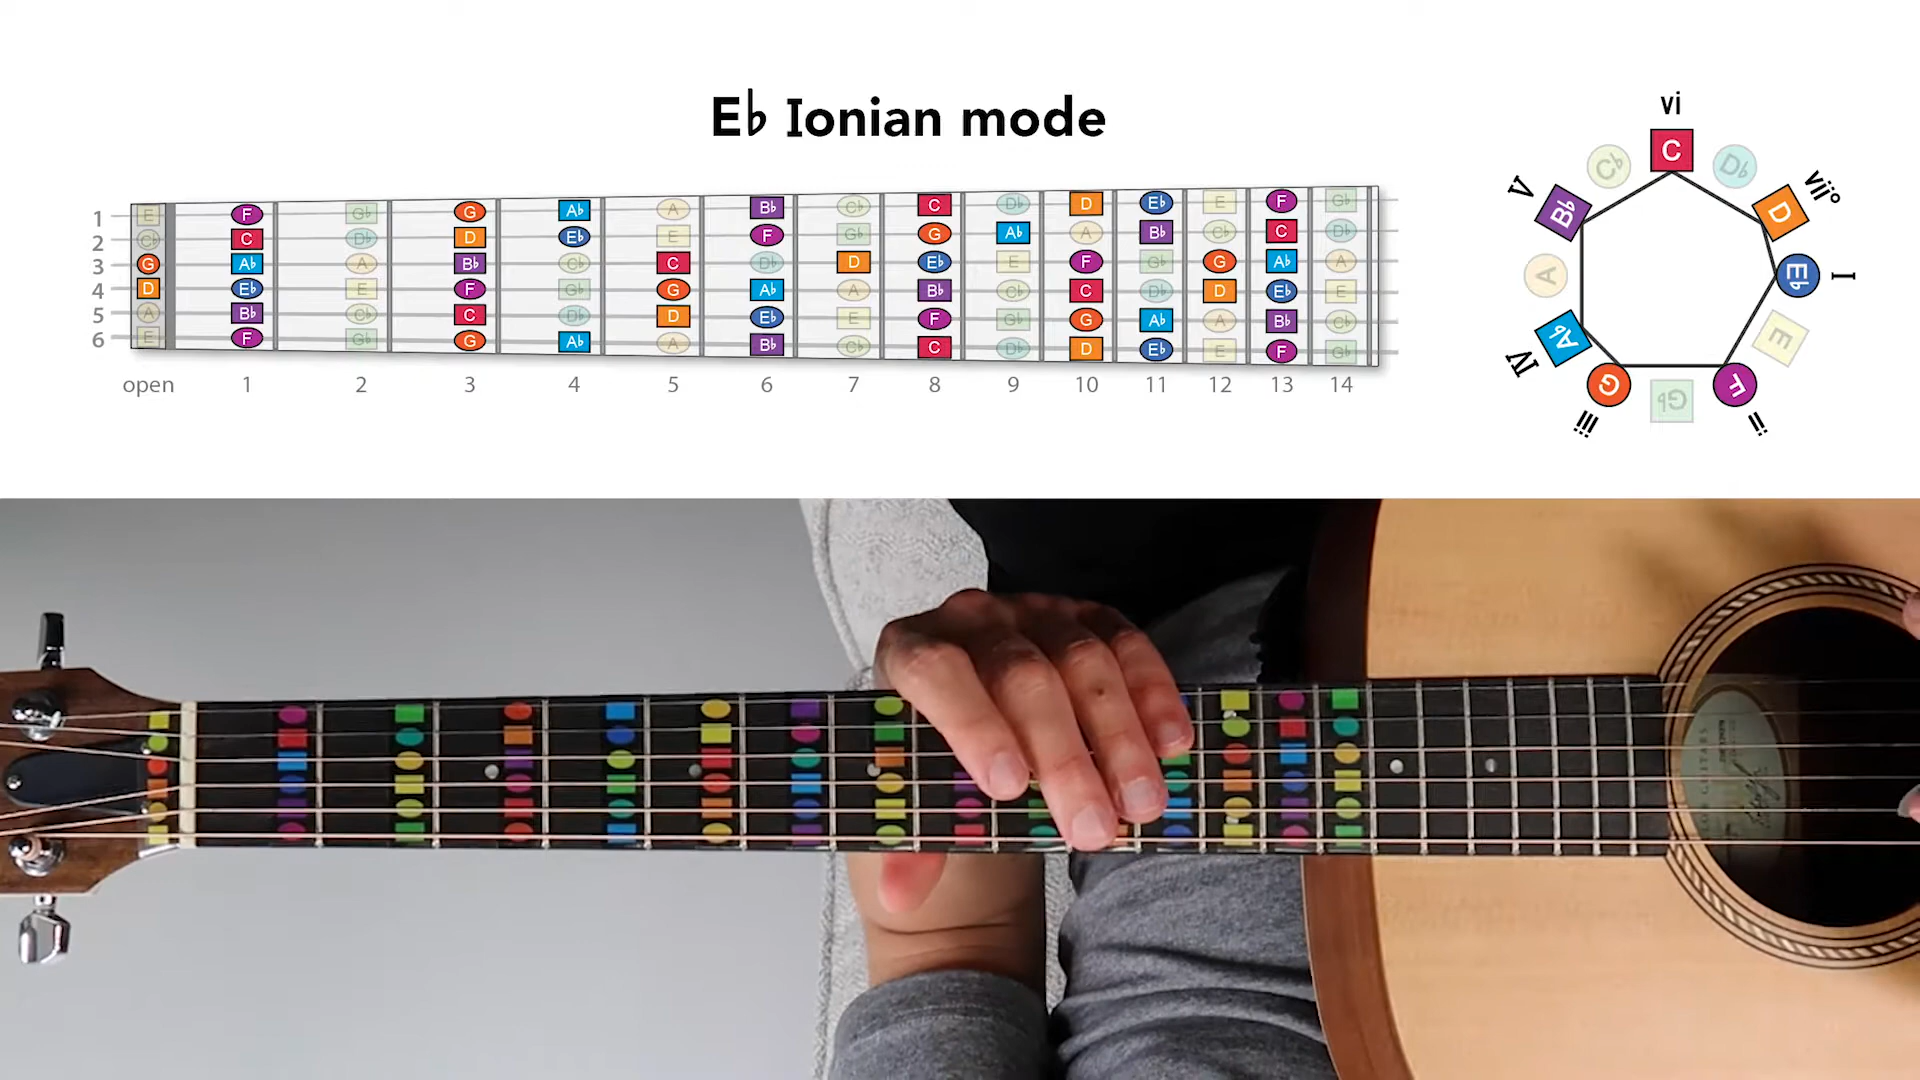 E♭ Ionian mode
1 E F G♭ G A♭ A B♭ C♭ C D♭ D E♭ E F G♭
2 C♭ C D♭ D E♭ E F G♭ G A♭ A B♭ C♭ C D♭
3 G A♭ A B♭ C♭ C D♭ D E♭ E F G♭ G A♭ A
4 D E♭ E F G♭ G A♭ A B♭ C♭ C D♭ D E♭ E
5 A B♭ C♭ C D♭ D E♭ E F G♭ G A♭ A B♭ C♭
6 E F G♭ G A♭ A B♭ C♭ C D♭ D E♭ E F G♭
open 1 2 3 4 5 6 7 8 9 10 11 12 13 14
vi
C
D♭
vii°
D
E♭
I
E
F
ii
G♭
G
iii
A♭
IV
A
B♭
V
C♭
GUITARS